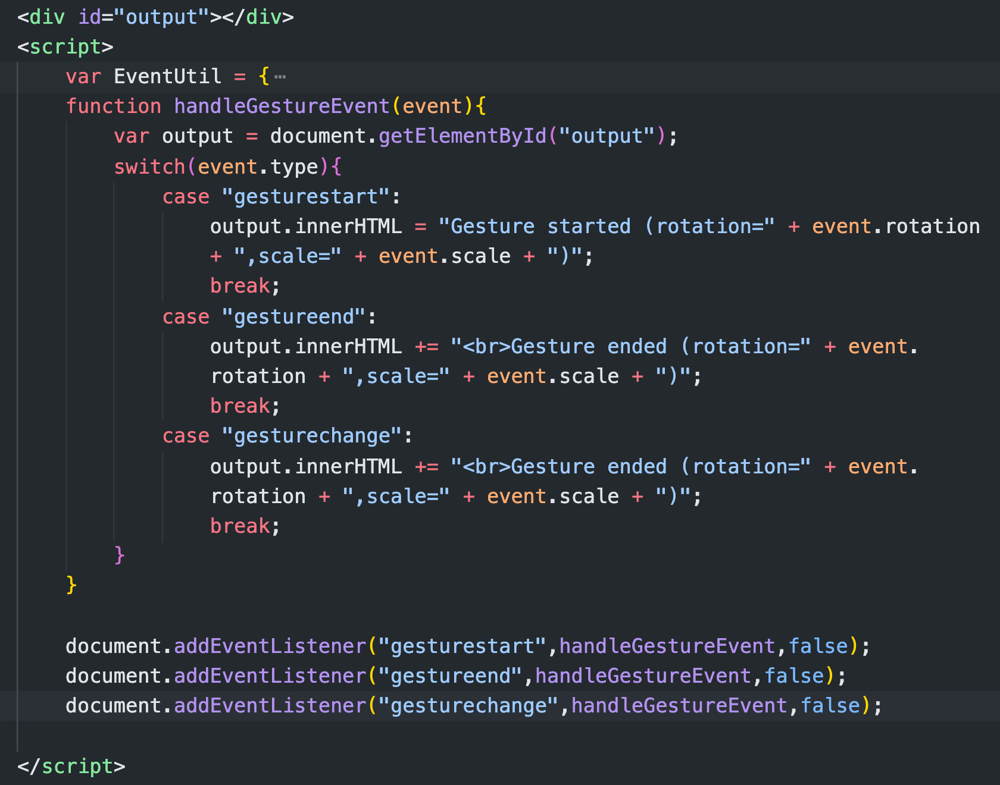 <div id="output"></div>
<script>
    var EventUtil = {⋯
    function handleGestureEvent(event){
        var output = document.getElementById("output");
        switch(event.type){
            case "gesturestart":
                output.innerHTML = "Gesture started (rotation=" + event.rotation
                + ",scale=" + event.scale + ")";
                break;
            case "gestureend":
                output.innerHTML += "<br>Gesture ended (rotation=" + event.
                rotation + ",scale=" + event.scale + ")";
                break;
            case "gesturechange":
                output.innerHTML += "<br>Gesture ended (rotation=" + event.
                rotation + ",scale=" + event.scale + ")";
                break;
        }
    }

    document.addEventListener("gesturestart",handleGestureEvent,false);
    document.addEventListener("gestureend",handleGestureEvent,false);
    document.addEventListener("gesturechange",handleGestureEvent,false);

</script>